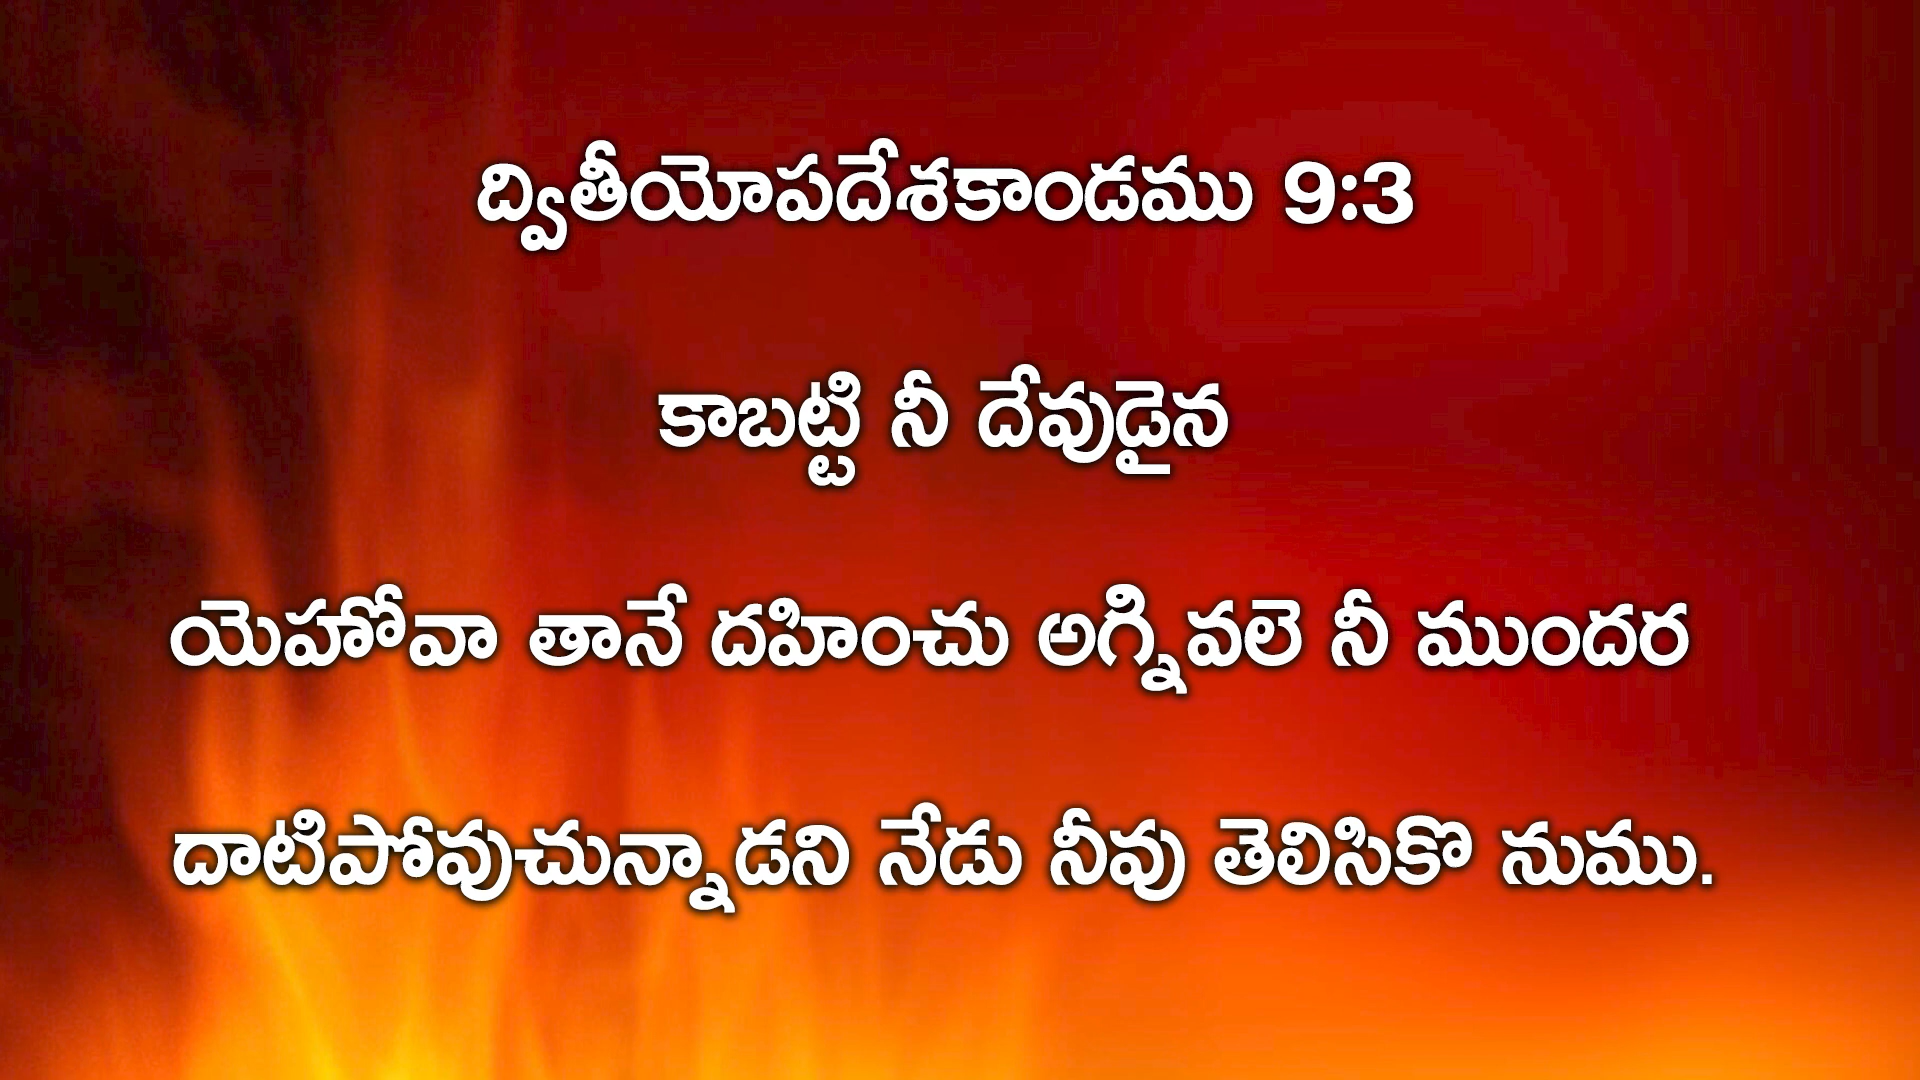 ద్వితీయోపదేశకాండము 9:3
కాబట్టి నీ దేవుడైన
యెహోవా తానే దహించు అగ్నివలె నీ ముందర
దాటిపోవుచున్నాడని నేడు నీవు తెలిసికొ నుము.